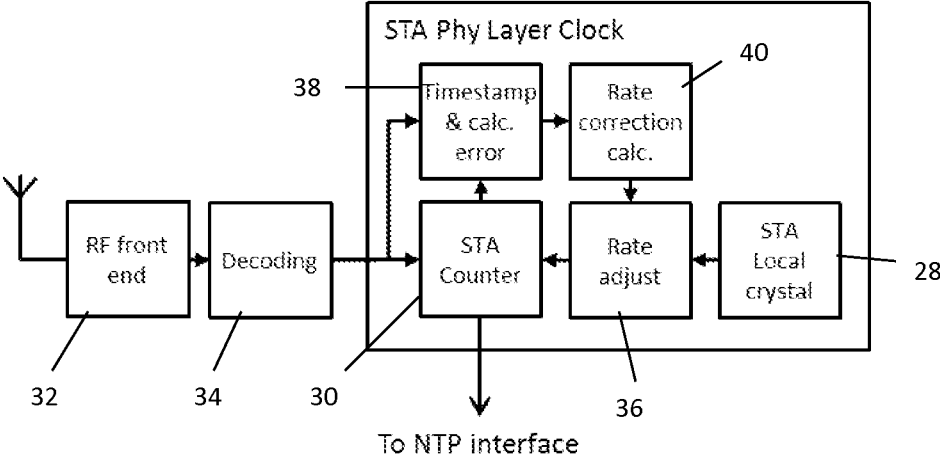 STA Phy Layer Clock
38
Timestamp
& calc.
error
Rate
correction
calc.
40
RF front
end
Decoding
STA
Counter
Rate
adjust
STA
Local
crystal
28
32
34
30
36
To NTP interface